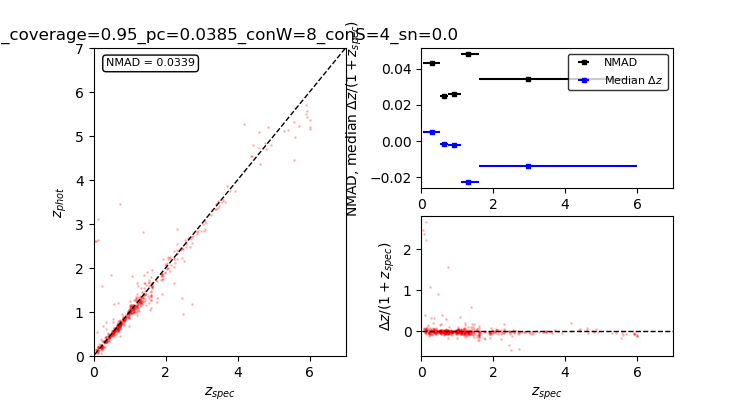 _coverage=0.95_pc=0.0385_conW=8_conS=4_sn=0.0
NMAD = 0.0339
7
6
5
4
3
2
1
0
0 2 4 6
z_phot
z_spec
NMAD, median Δz/(1 + z_spec)
0.04
0.02
0.00
−0.02
0 2 4 6
NMAD
Median Δz
Δz/(1 + z_spec)
2
1
0
0 2 4 6
z_spec